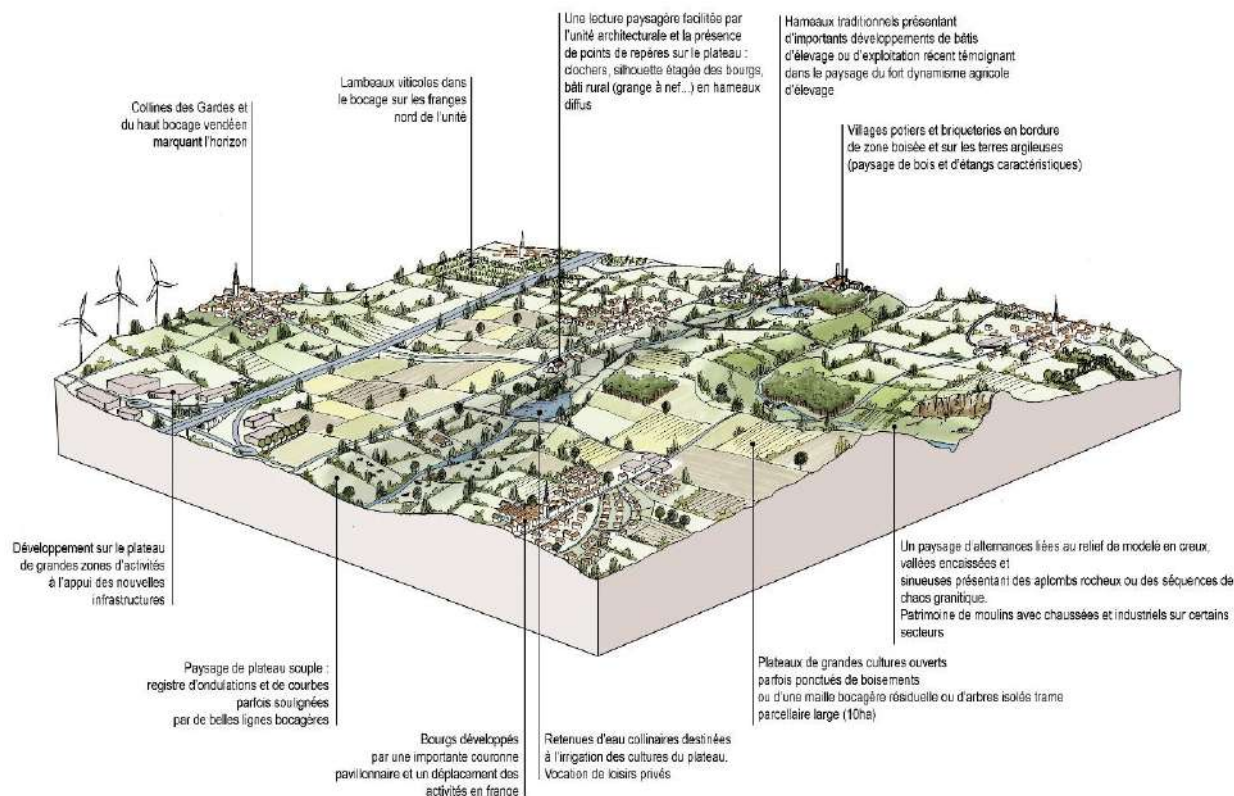 Une lecture paysagère facilitée par
l'unité architecturale et la présence
de points de repères sur le plateau :
clochers, silhouette étagée des bourgs,
bâti rural (grange à nef...) en hameaux
diffus
Hameaux traditionnels présentant
d'importants développements de bâtis
d'élevage ou d'exploitation récent témoignant
dans le paysage du fort dynamisme agricole
d'élevage
Lambeaux viticoles dans
le bocage sur les franges
nord de l'unité
Collines des Gardes et
du haut bocage vendéen
marquant l'horizon
Villages potiers et briqueteries en bordure
de zone boisée et sur les terres argileuses
(paysage de bois et d'étangs caractéristiques)
Développement sur le plateau
de grandes zones d'activités
à l'appui des nouvelles
infrastructures
Un paysage d'alternances liées au relief de modelé en creux,
vallées encaissées et
sinueuses présentant des aplombs rocheux ou des séquences de
chaos granitique.
Patrimoine de moulins avec chaussées et industriels sur certains
secteurs
Paysage de plateau souple :
registre d'ondulations et de courbes
parfois soulignées
par de belles lignes bocagères
Plateaux de grandes cultures ouverts
parfois ponctués de boisements
ou d'une maille bocagère résiduelle ou d'arbres isolés trame
parcellaire large (10ha)
Bourgs développés
par une importante couronne
pavillonnaire et un déplacement des
activités en frange
Retenues d'eau collinaires destinées
à l'irrigation des cultures du plateau.
Vocation de loisirs privés